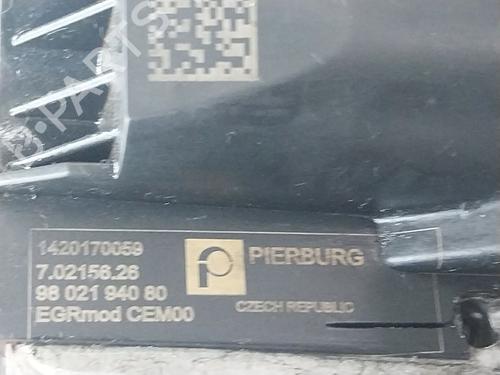 1420170059
7.02156.26
98 021 940 80
EGRmod CEM00
PIERBURG
CZECH REPUBLIC